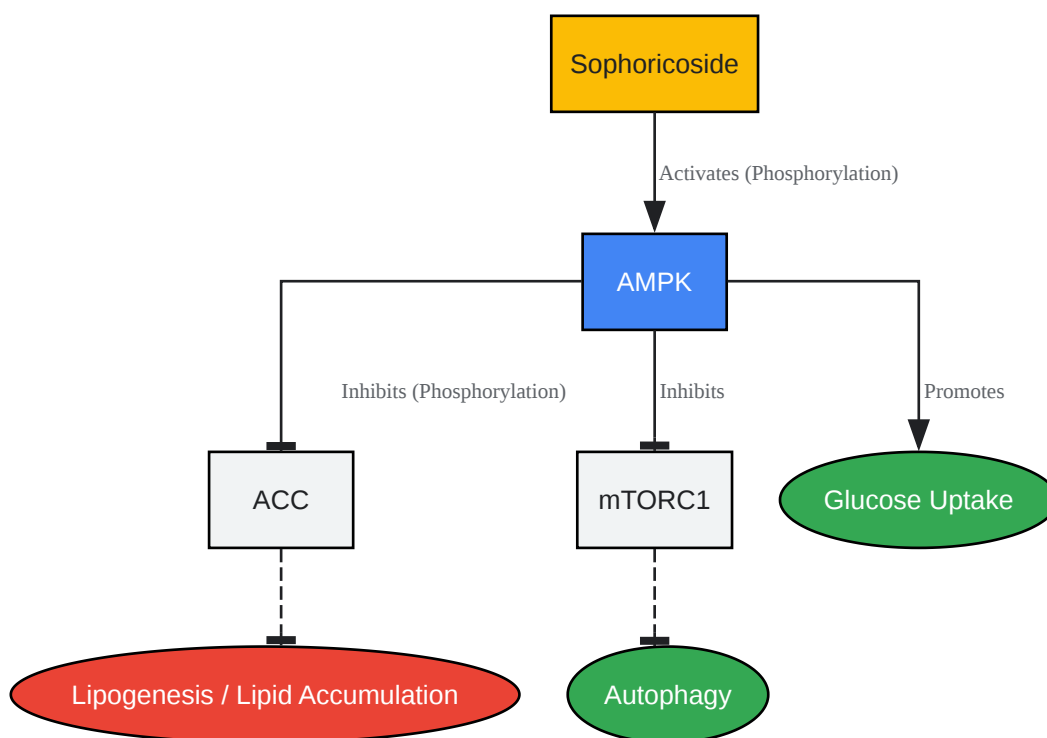 Sophoricoside
Activates (Phosphorylation)
AMPK
Inhibits (Phosphorylation)
Inhibits
Promotes
ACC
mTORC1
Glucose Uptake
Lipogenesis / Lipid Accumulation
Autophagy